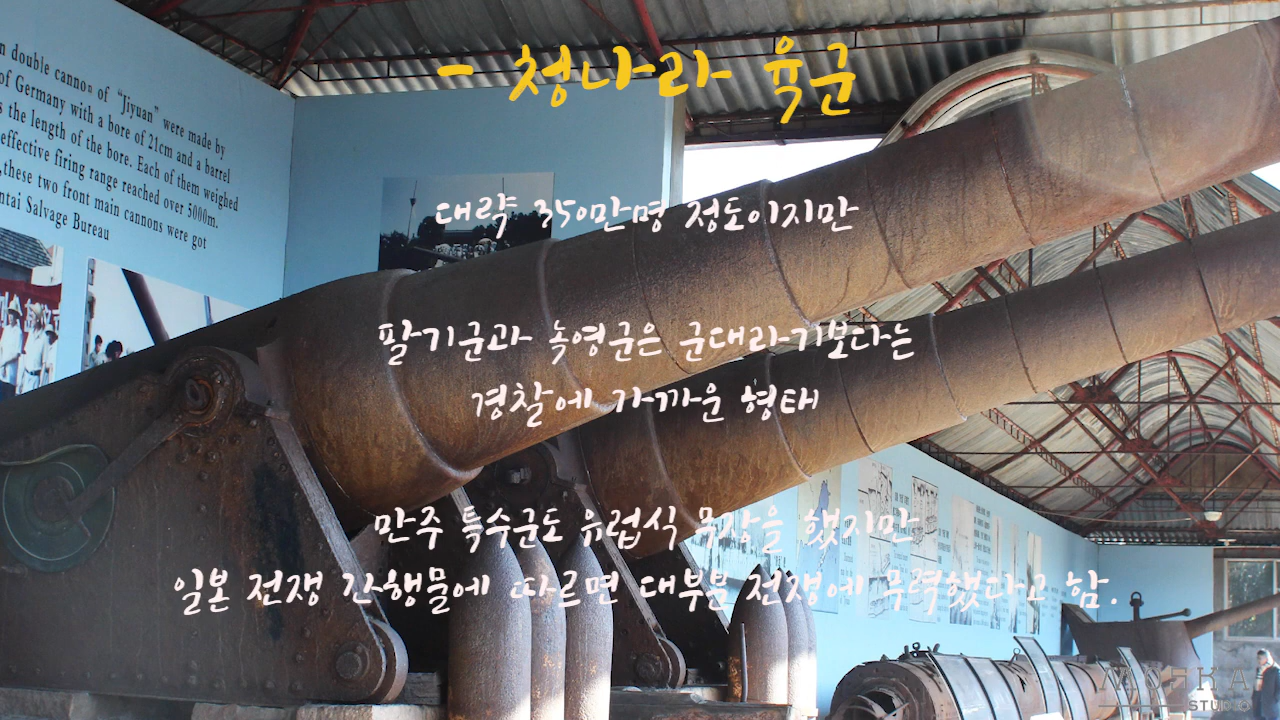 - 청나라 육군
대략 350만명 정도이지만
팔기군과 녹영군은 군대라기보다는
경찰에 가까운 형태
만주 특수군도 유럽식 무장을 했지만
일본 전쟁 간행물에 따르면 대부분 전쟁에 무력했다고 함.
n double cannons of "Jiyuan" were made by
of Germany with a bore of 21cm and a barrel
s the length of the bore. Each of them weighed
effective firing range reached over 5000m.
,these two front main cannons were got
ntai Salvage Bureau
MOJKA
STUDIO